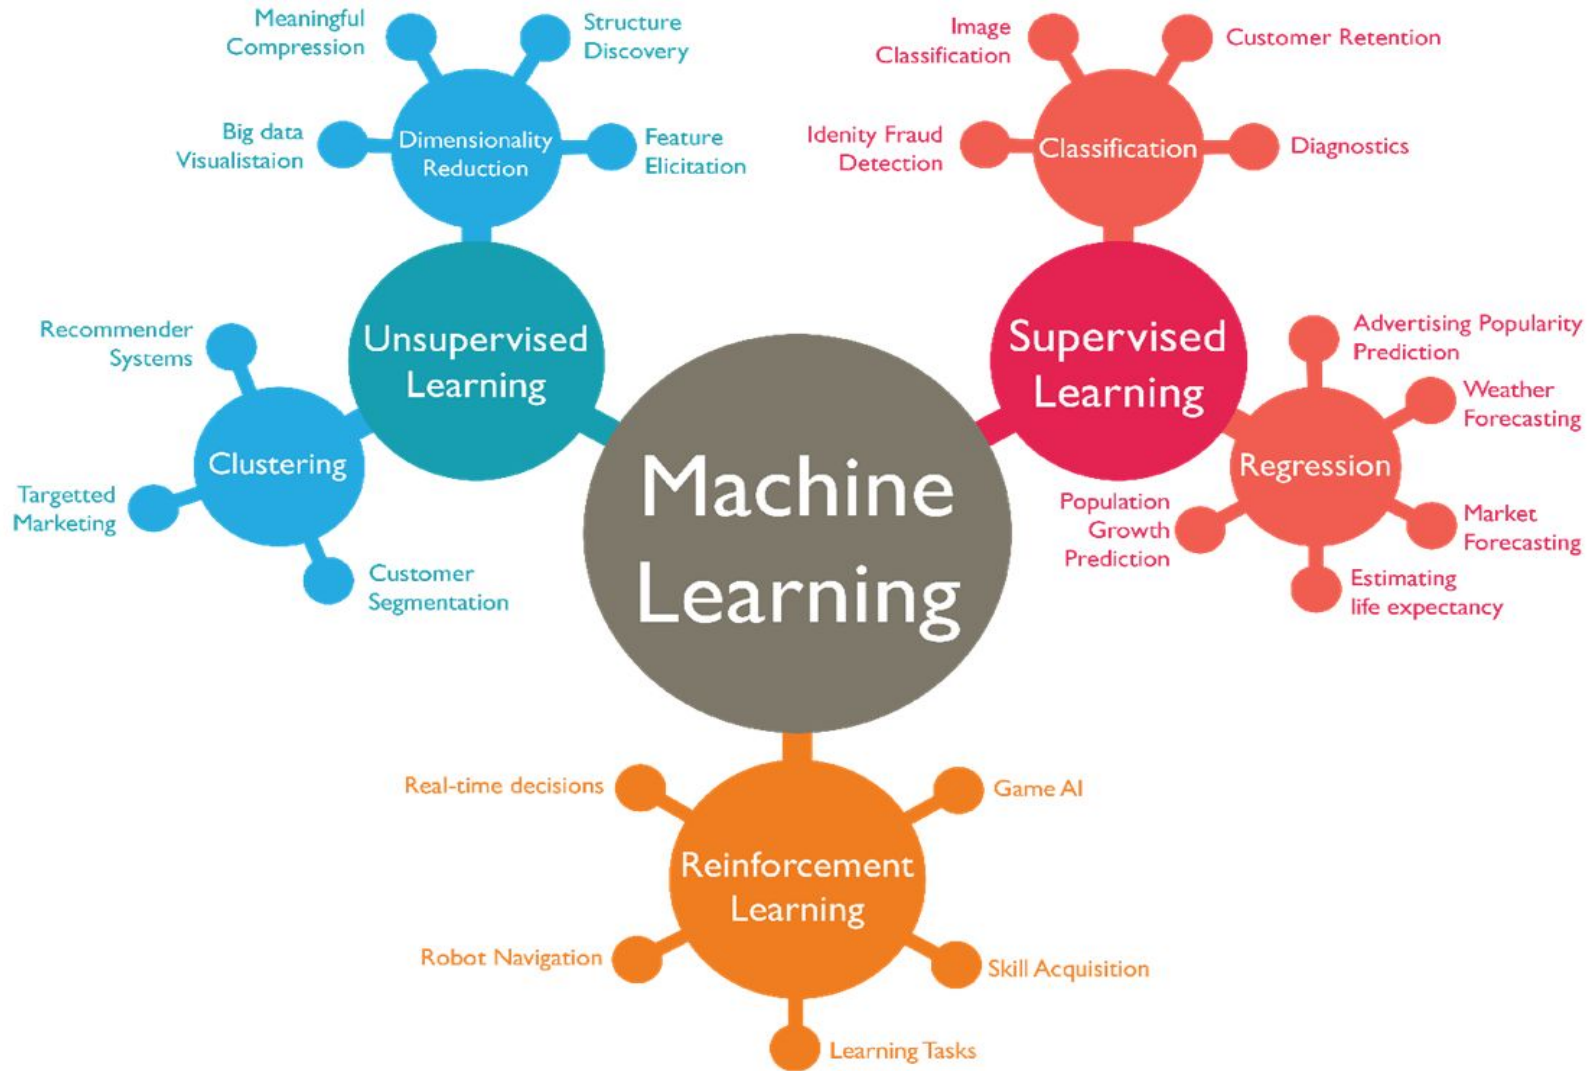 Meaningful
Compression
Structure
Discovery
Big data
Visualistaion
Dimensionality
Reduction
Feature
Elicitation
Image
Classification
Customer Retention
Idenity Fraud
Detection
Classification
Diagnostics
Unsupervised
Learning
Supervised
Learning
Recommender
Systems
Clustering
Targetted
Marketing
Customer
Segmentation
Machine
Learning
Advertising Popularity
Prediction
Weather
Forecasting
Regression
Population
Growth
Prediction
Market
Forecasting
Estimating
life expectancy
Real-time decisions
Game AI
Reinforcement
Learning
Robot Navigation
Skill Acquisition
Learning Tasks